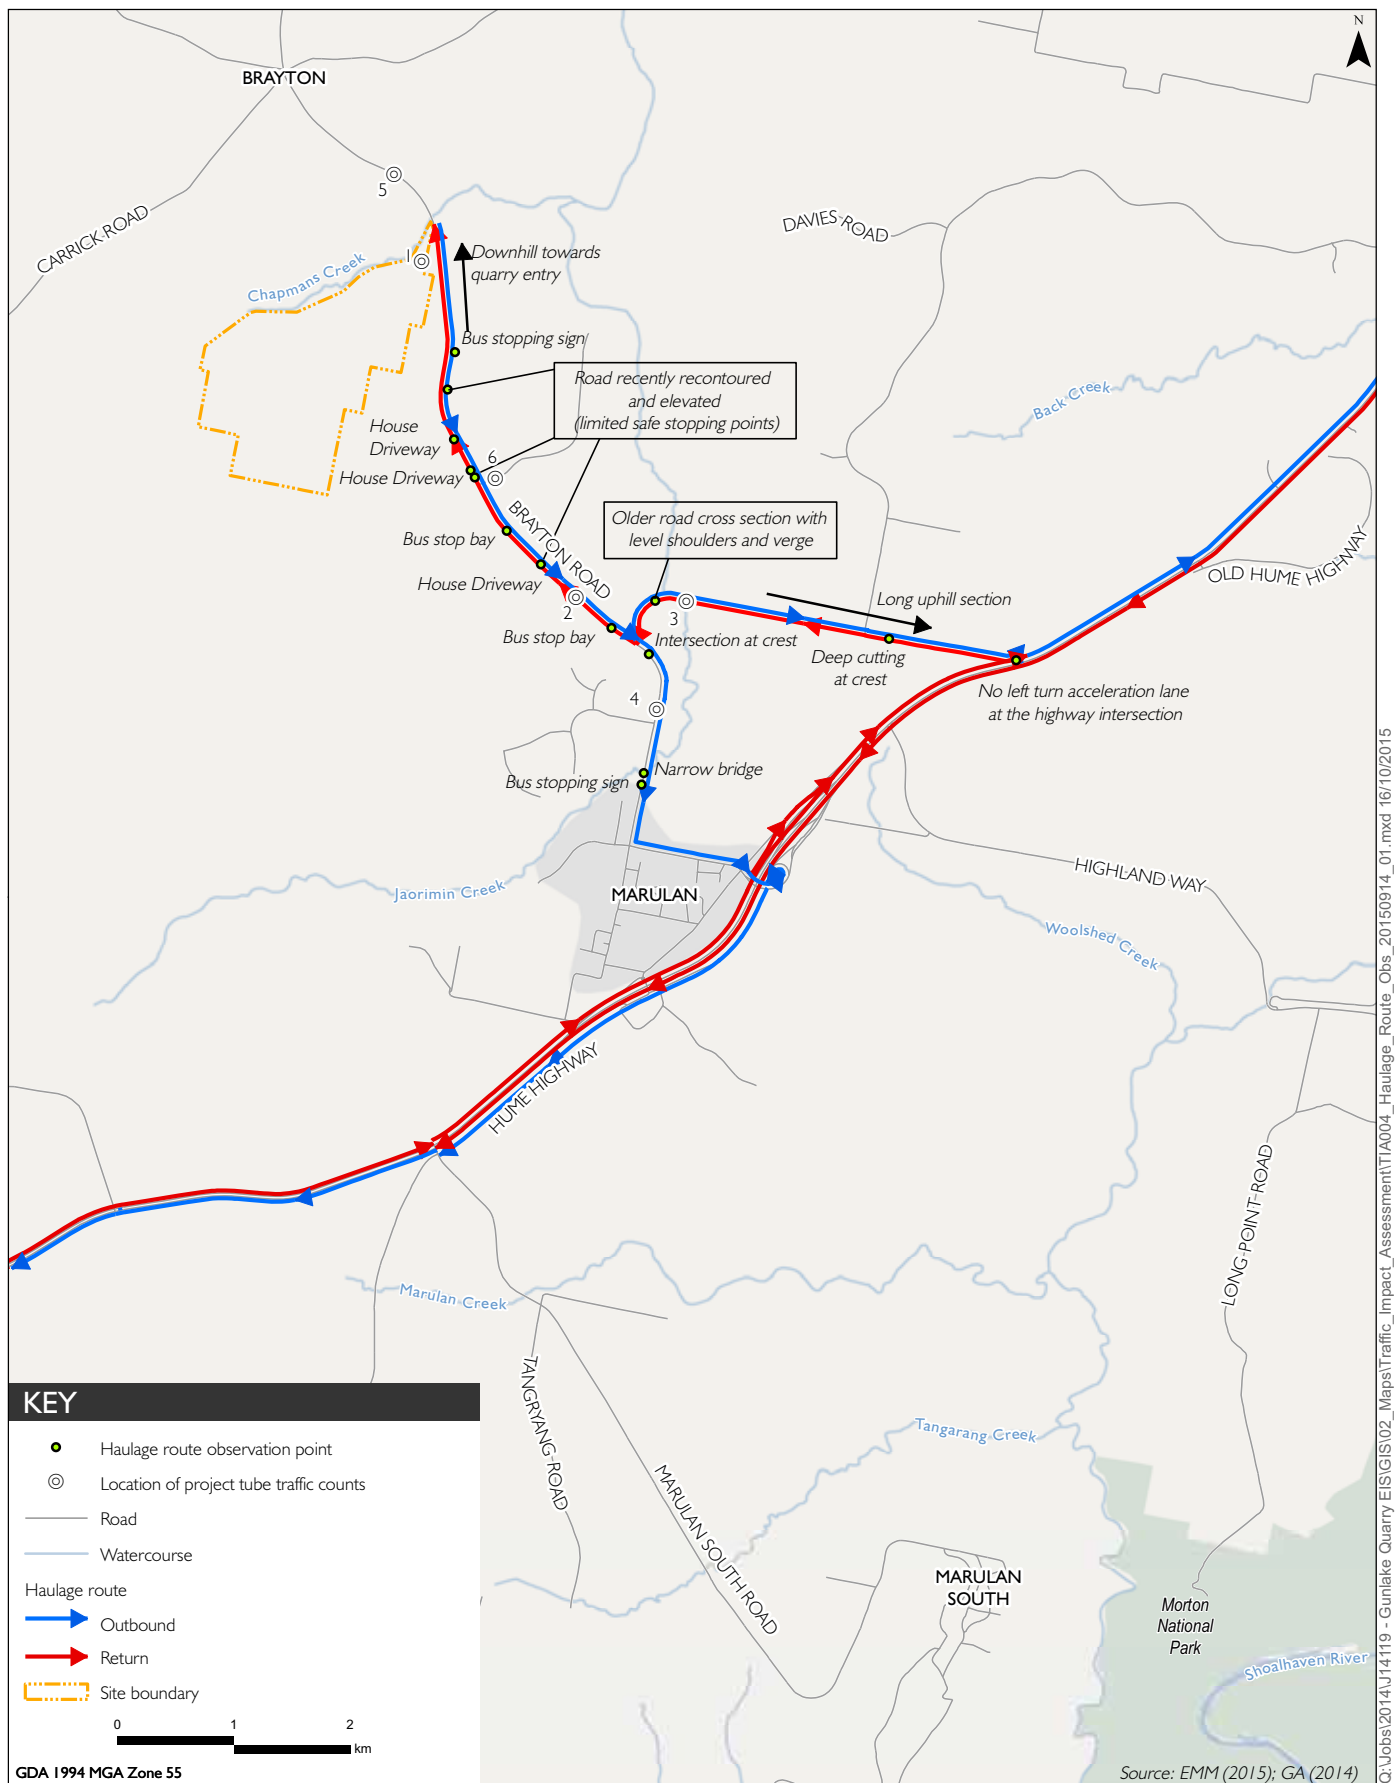 N
BRAYTON
5
CARRICK ROAD
DAVIES ROAD
1
Downhill towards
quarry entry
Chapmans Creek
Bus stopping sign
Road recently recontoured
and elevated
(limited safe stopping points)
Back Creek
House
Driveway
6
House Driveway
BRAYTON ROAD
Older road cross section with
level shoulders and verge
Bus stop bay
OLD HUME HIGHWAY
House Driveway
2
Long uphill section
3
Bus stop bay
Intersection at crest
Deep cutting
at crest
No left turn acceleration lane
at the highway intersection
4
Narrow bridge
Bus stopping sign
HIGHLAND WAY
MARULAN
Jaorimin Creek
Woolshed Creek
HUME HIGHWAY
LONG POINT ROAD
Marulan Creek
TANGRYANG ROAD
Tangarang Creek
MARULAN SOUTH ROAD
MARULAN
SOUTH
Morton
National
Park
Shoalhaven River
KEY
Haulage route observation point
Location of project tube traffic counts
Road
Watercourse
Haulage route
Outbound
Return
Site boundary
0 1 2
km
GDA 1994 MGA Zone 55
Source: EMM (2015); GA (2014)
Q:\Jobs\2014\J14119 - Gunlake Quarry EIS\GIS\02_Maps\Traffic_Impact_Assessment\TIA004_Haulage_Route_Obs_20150914_01.mxd 16/10/2015